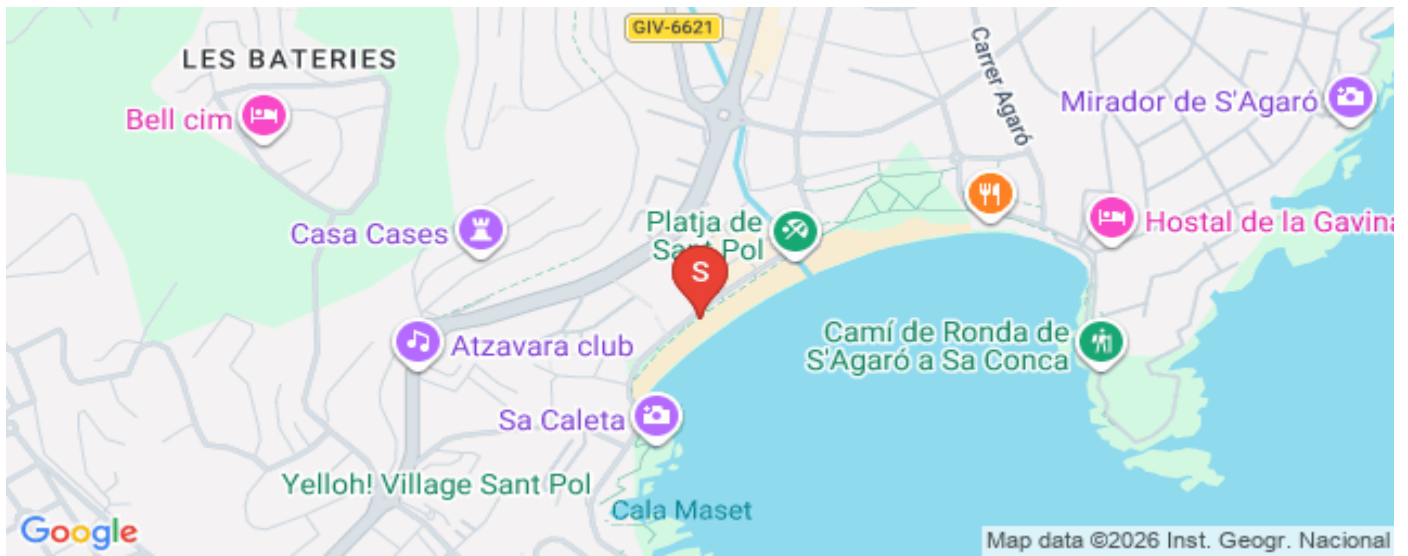 GIV-6621
LES BATERIES
Carrer Agaró
Mirador de S'Agaró
Bell cim
Casa Cases
Platja de
Sant Pol
Hostal de la Gavina
S
Atzavara club
Camí de Ronda de
S'Agaró a Sa Conca
Sa Caleta
Yelloh! Village Sant Pol
Cala Maset
Google
Map data ©2026 Inst. Geogr. Nacional